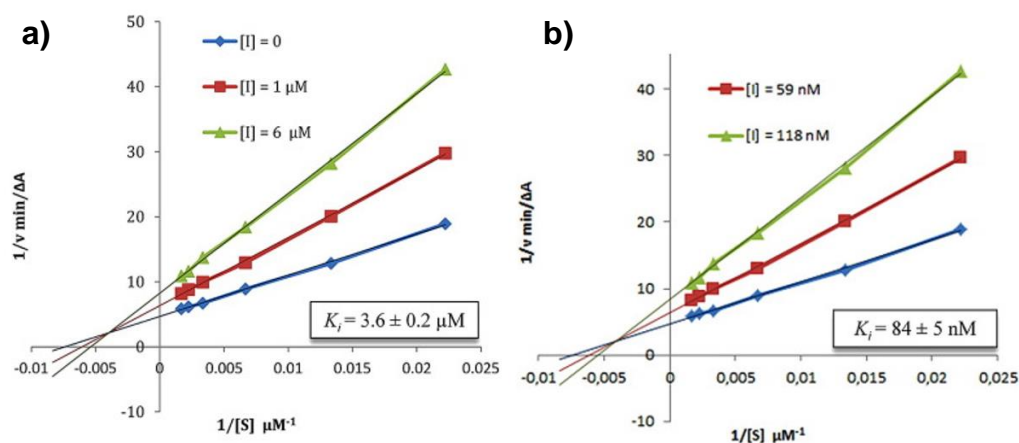 a)
[I] = 0
[I] = 1 µM
[I] = 6 µM
1/v min/ΔA
50
40
30
20
10
0
-10
-0.01
-0.005
0
0.005
0.01
0.015
0.02
0.025
Ki = 3.6 ± 0.2 µM
1/[S] µM-1
b)
[I] = 59 nM
[I] = 118 nM
1/v min/ΔA
40
30
20
10
0
-10
-0,01
-0,005
0
0,005
0,01
0,015
0,02
0,025
Ki = 84 ± 5 nM
1/[S] µM-1